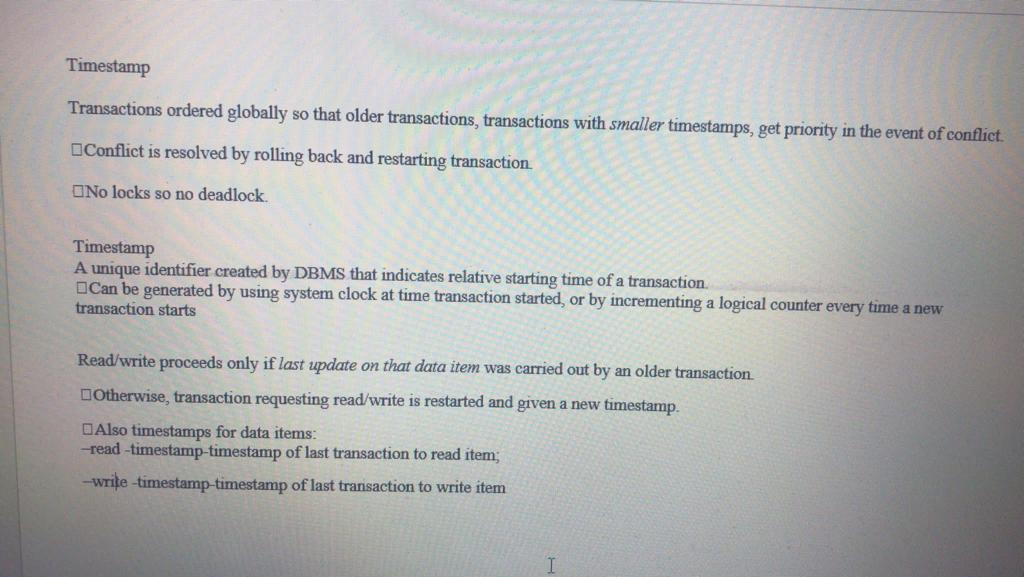 Timestamp
Transactions ordered globally so that older transactions, transactions with smaller timestamps, get priority in the event of conflict.
□Conflict is resolved by rolling back and restarting transaction.
□No locks so no deadlock.
Timestamp
A unique identifier created by DBMS that indicates relative starting time of a transaction.
□Can be generated by using system clock at time transaction started, or by incrementing a logical counter every time a new
transaction starts
Read/write proceeds only if last update on that data item was carried out by an older transaction.
□Otherwise, transaction requesting read/write is restarted and given a new timestamp.
□Also timestamps for data items:
–read -timestamp-timestamp of last transaction to read item;
–write -timestamp-timestamp of last transaction to write item